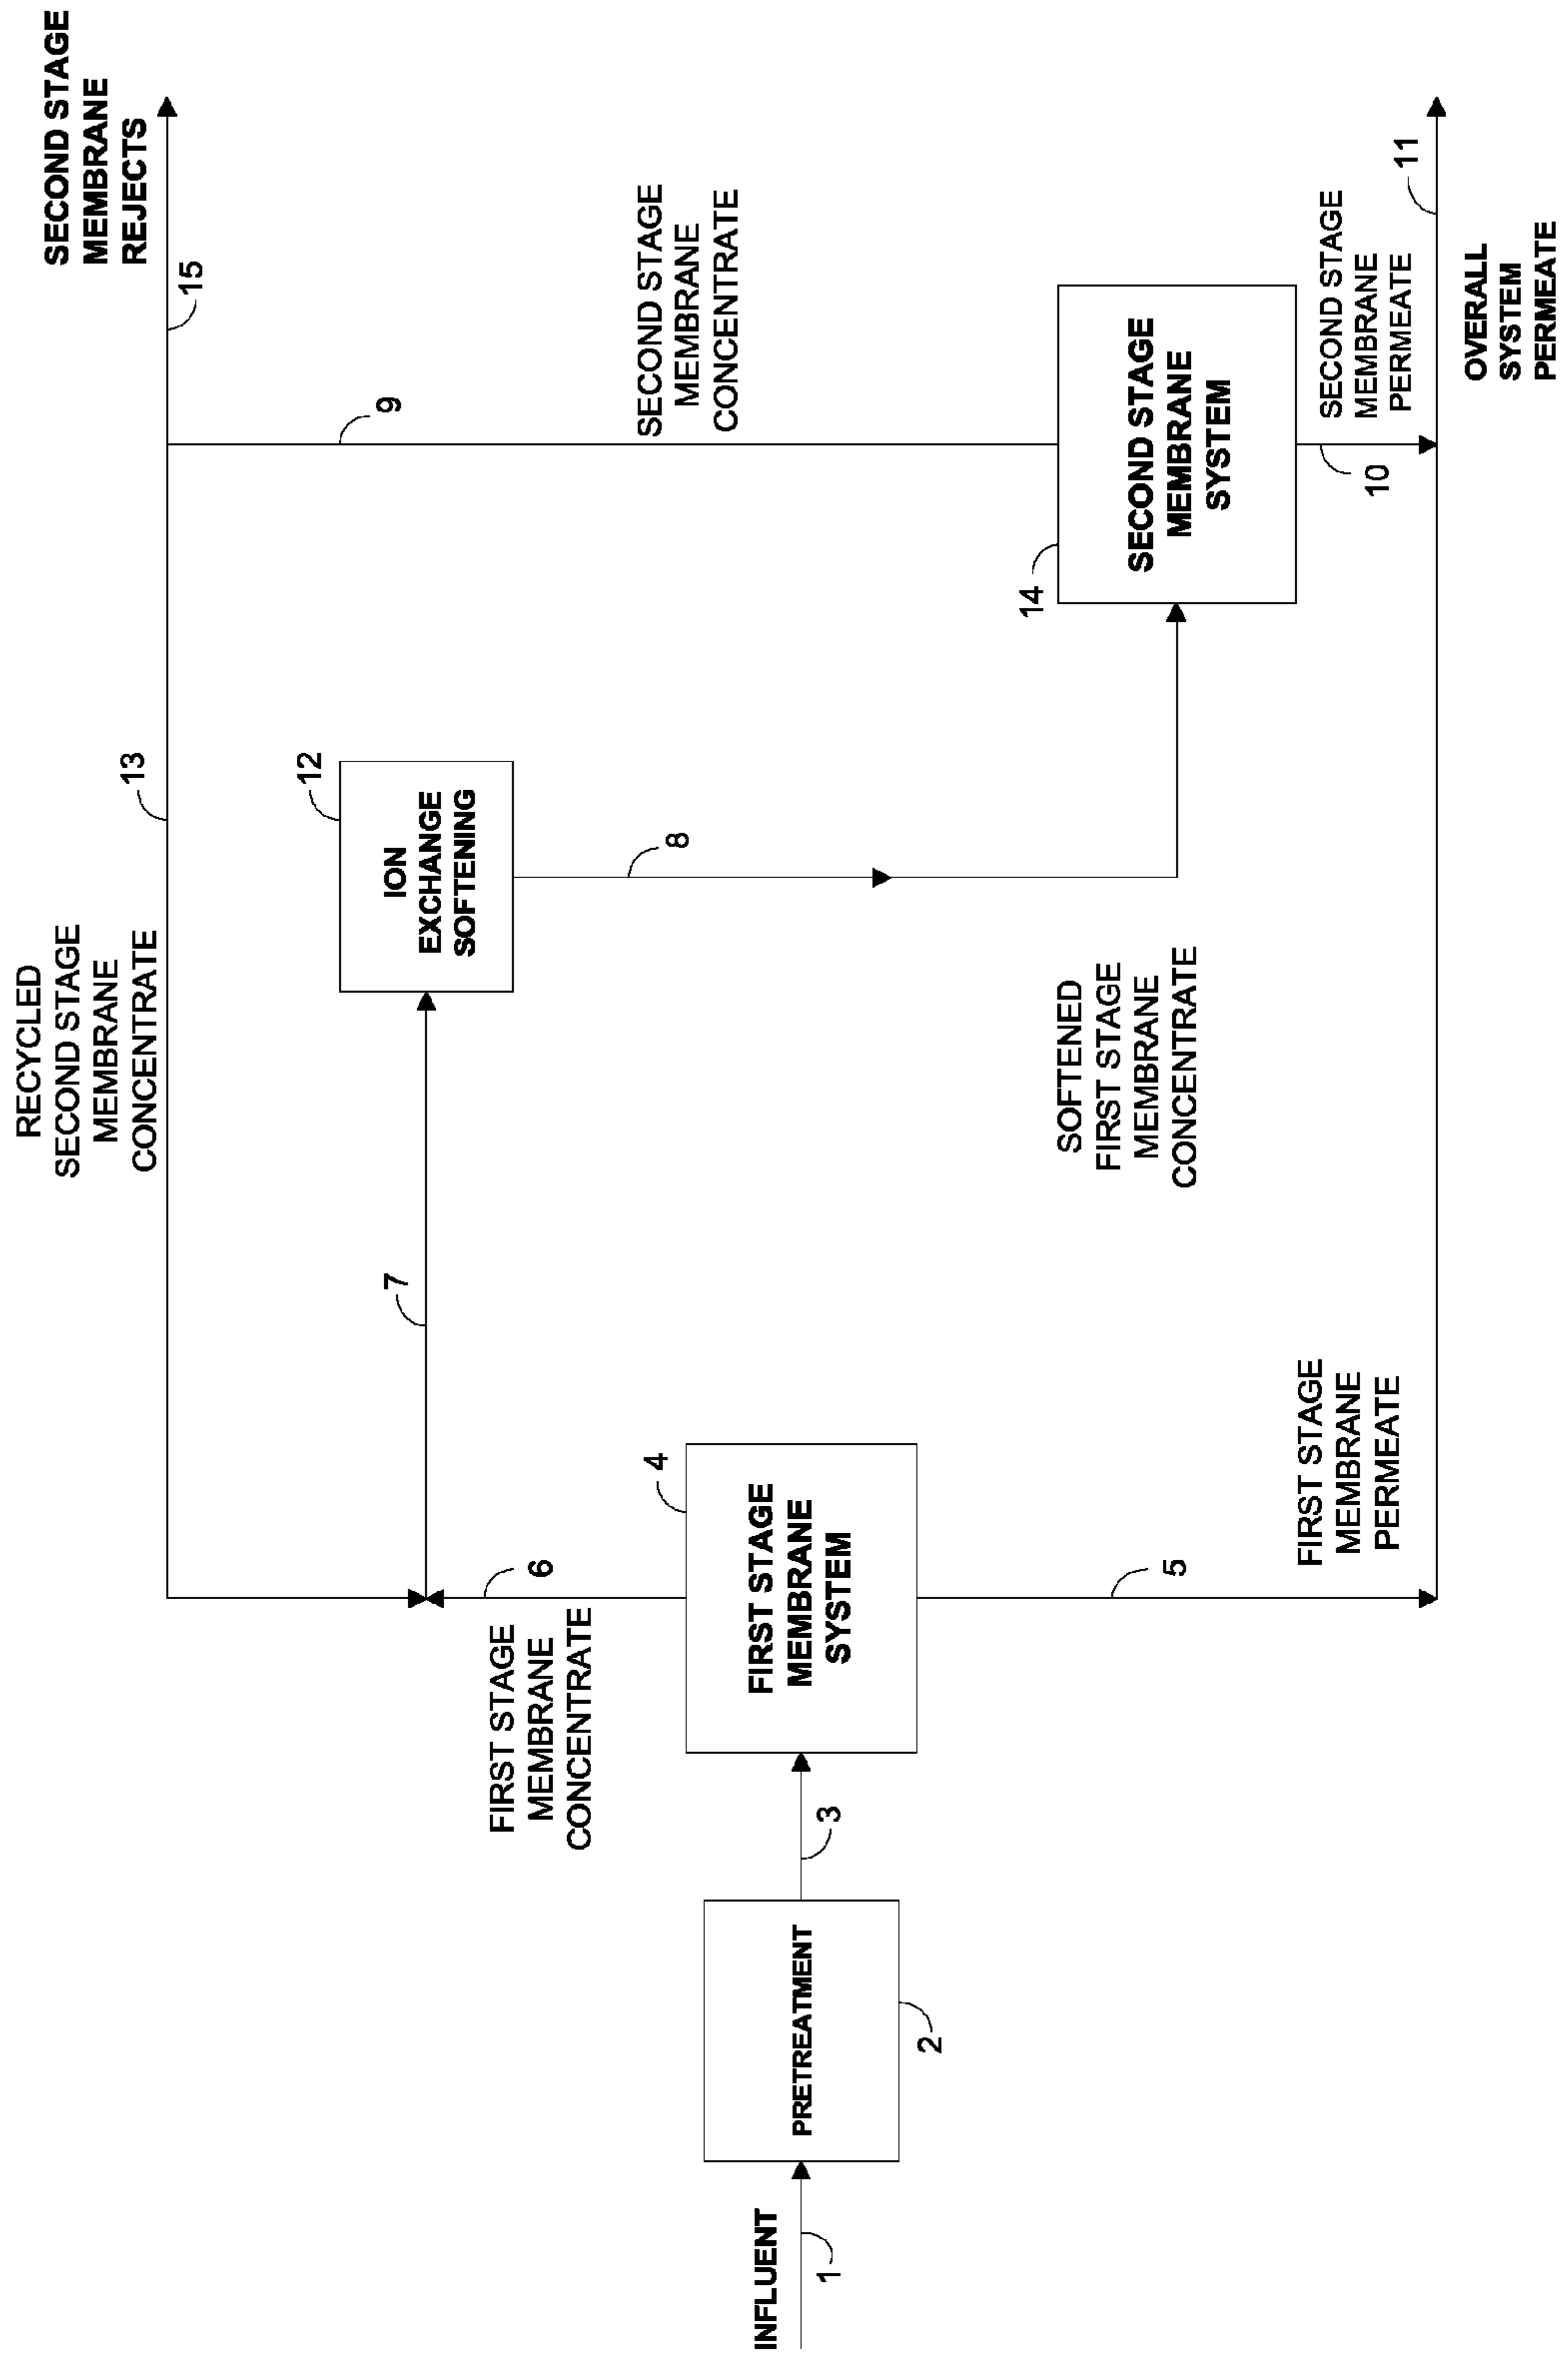 INFLUENT
1
PRETREATMENT
2
3
FIRST STAGE
MEMBRANE
SYSTEM
4
FIRST STAGE
MEMBRANE
CONCENTRATE
6
5
FIRST STAGE
MEMBRANE
PERMEATE
7
RECYCLED
SECOND STAGE
MEMBRANE
CONCENTRATE
13
ION
EXCHANGE
SOFTENING
12
8
SOFTENED
FIRST STAGE
MEMBRANE
CONCENTRATE
14
SECOND STAGE
MEMBRANE
SYSTEM
9
SECOND STAGE
MEMBRANE
CONCENTRATE
15
SECOND STAGE
MEMBRANE
REJECTS
10
SECOND STAGE
MEMBRANE
PERMEATE
11
OVERALL
SYSTEM
PERMEATE